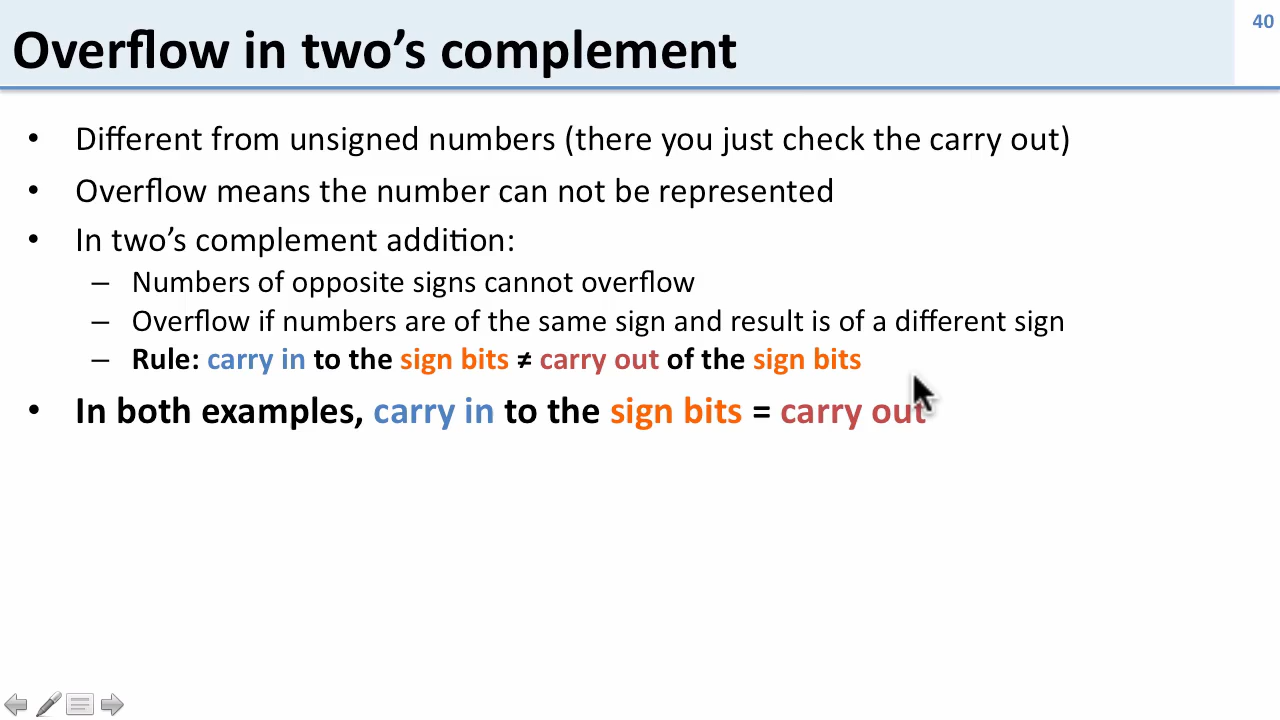 40
Overflow in two’s complement
• Different from unsigned numbers (there you just check the carry out)
• Overflow means the number can not be represented
• In two’s complement addition:
– Numbers of opposite signs cannot overflow
– Overflow if numbers are of the same sign and result is of a different sign
– Rule: carry in to the sign bits ≠ carry out of the sign bits
• In both examples, carry in to the sign bits = carry out